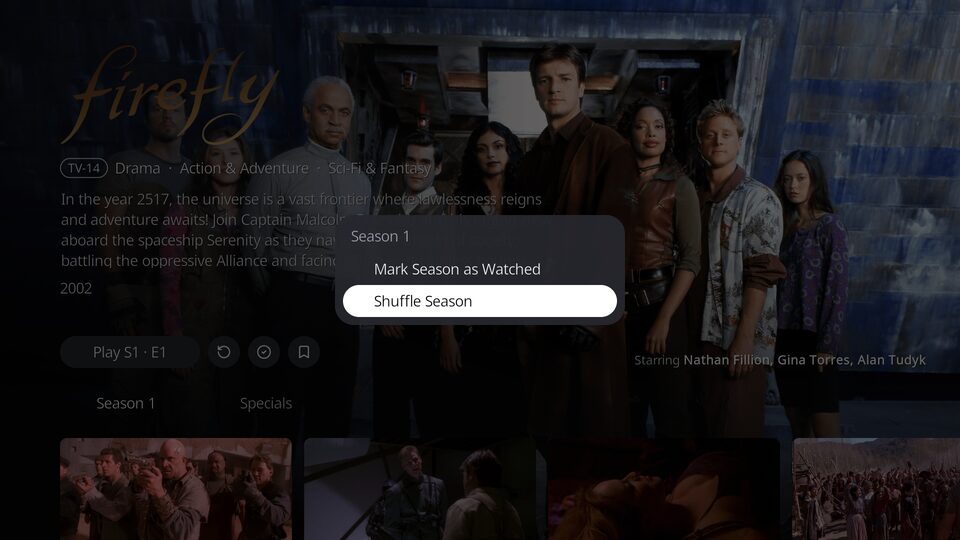 firefly
TV-14 Drama · Action & Adventure · Sci-Fi & Fantasy
In the year 2517, the universe is a vast frontier where lawlessness reigns
and adventure awaits! Join Captain Malcolm
aboard the spaceship Serenity as they
battling the oppressive Alliance and facing
2002
Season 1
Mark Season as Watched
Shuffle Season
Play S1 · E1
Starring Nathan Fillion, Gina Torres, Alan Tudyk
Season 1 Specials